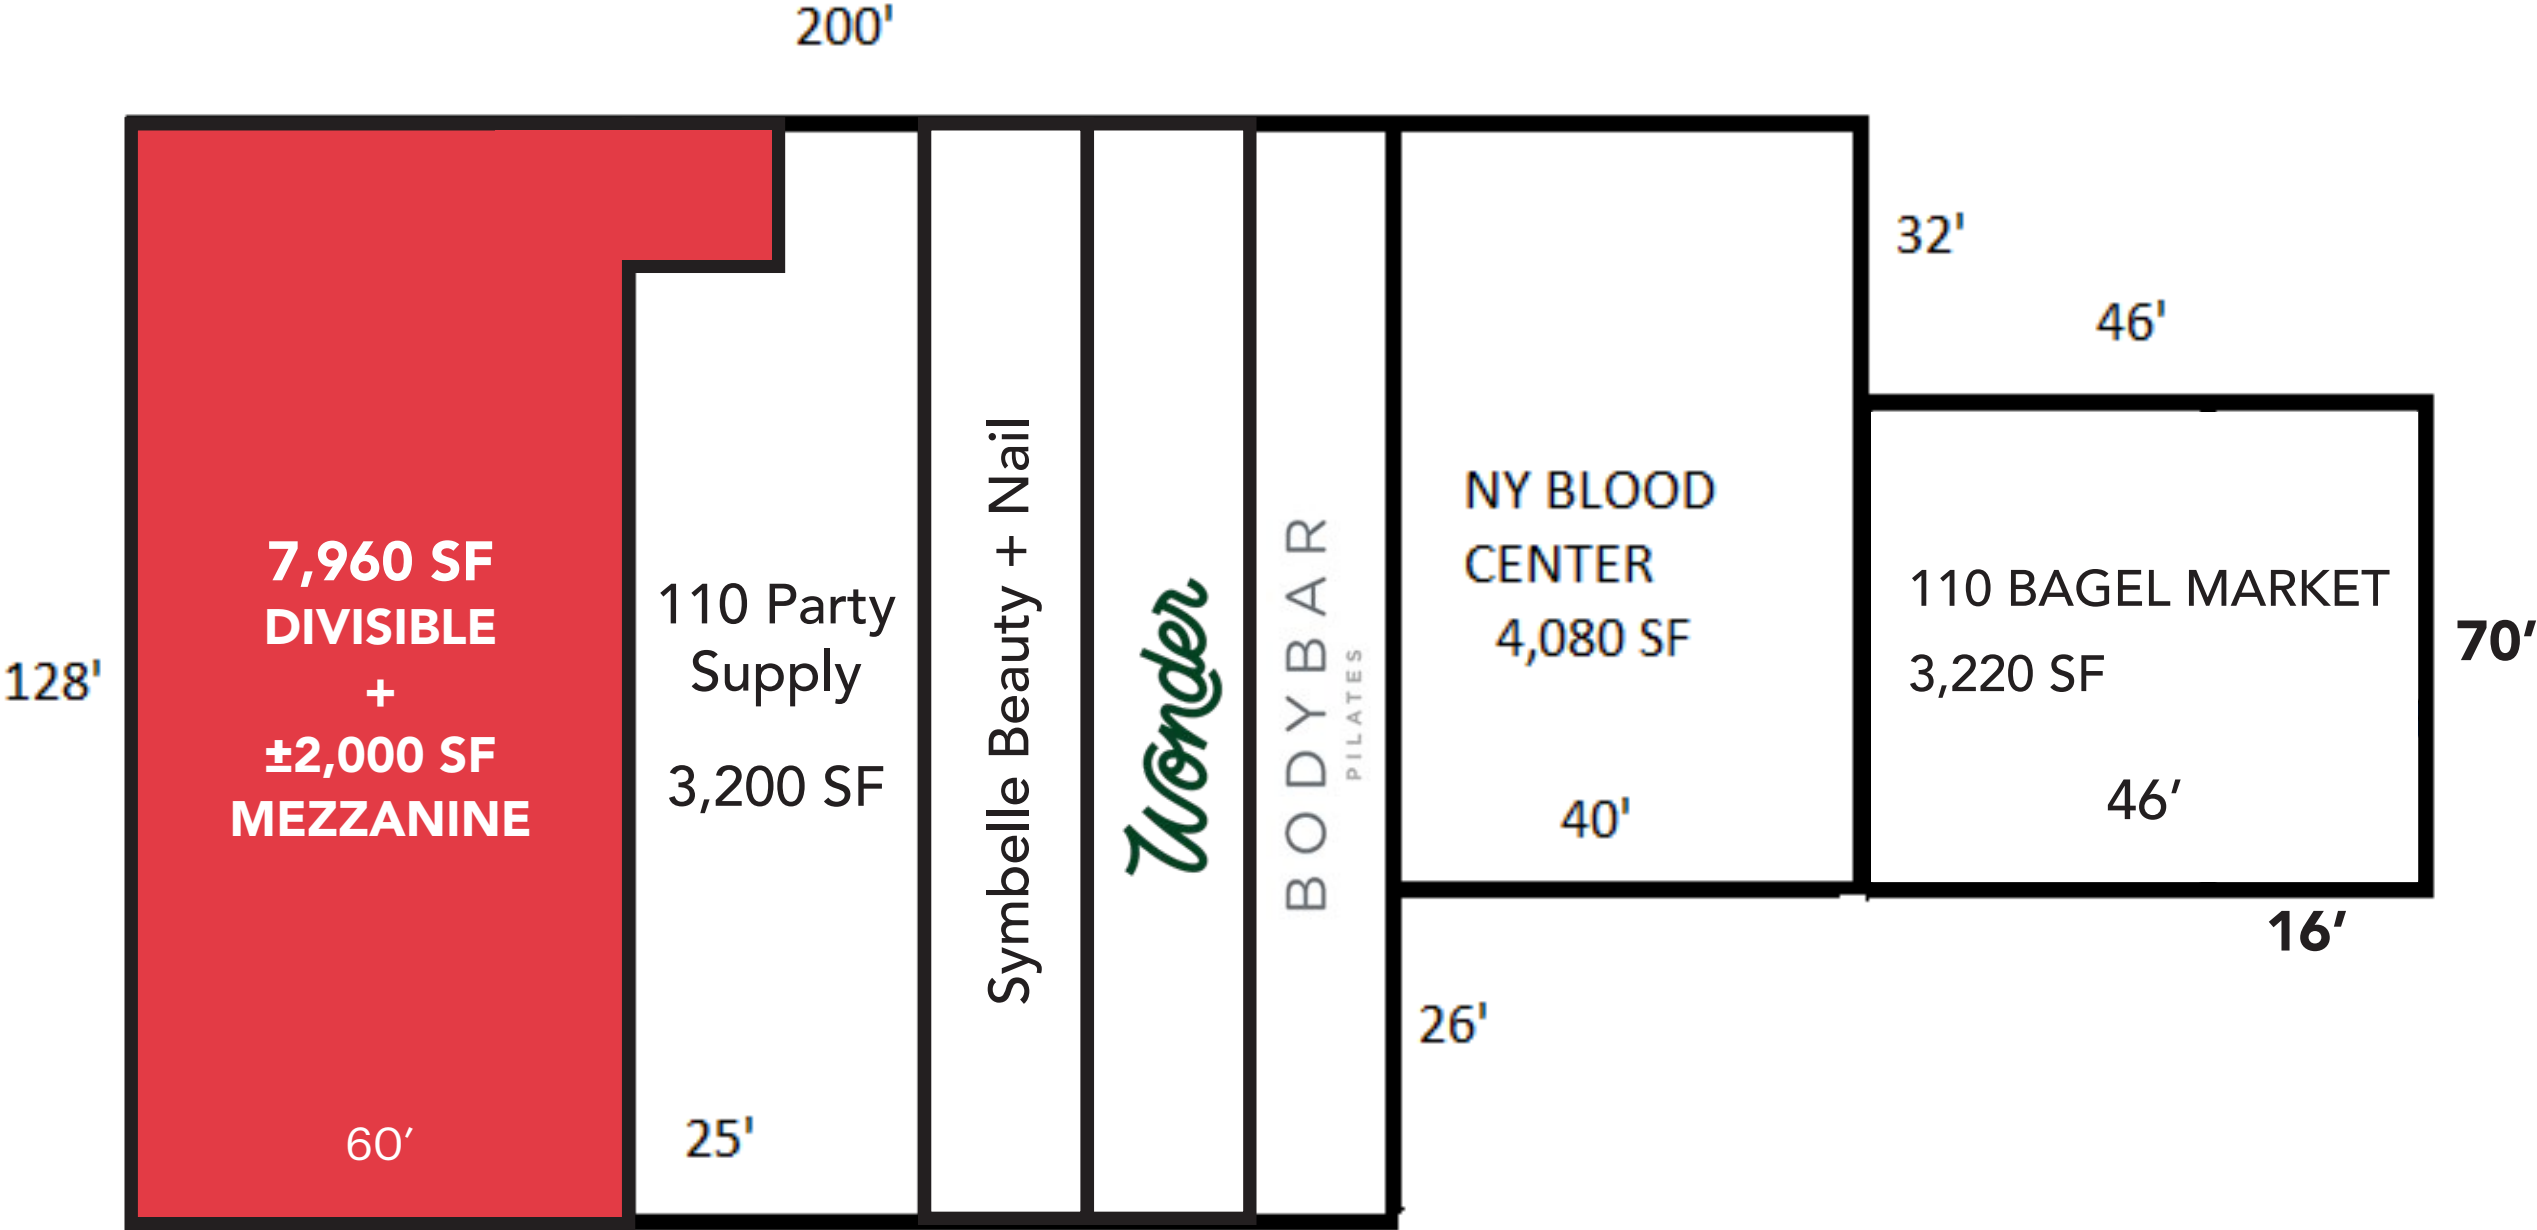 200'
128'
7,960 SF
DIVISIBLE
+
±2,000 SF
MEZZANINE
60’
110 Party
Supply
3,200 SF
25'
Symbelle Beauty + Nail
Wonder
BODYBAR
PILATES
NY BLOOD
CENTER
4,080 SF
40'
26'
32'
46'
110 BAGEL MARKET
3,220 SF
46’
70’
16’